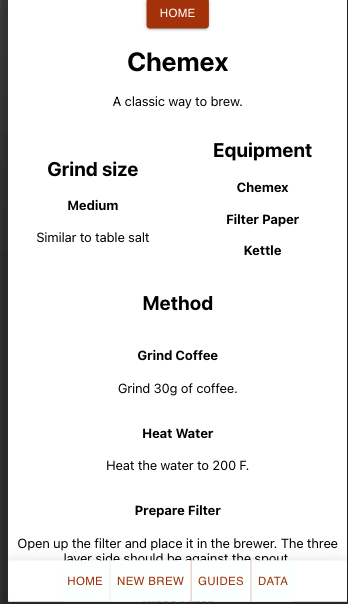 HOME
Chemex
A classic way to brew.
Grind size
Medium
Similar to table salt
Equipment
Chemex
Filter Paper
Kettle
Method
Grind Coffee
Grind 30g of coffee.
Heat Water
Heat the water to 200 F.
Prepare Filter
Open up the filter and place it in the brewer. The three
layer side should be against the spout.
HOME NEW BREW GUIDES DATA